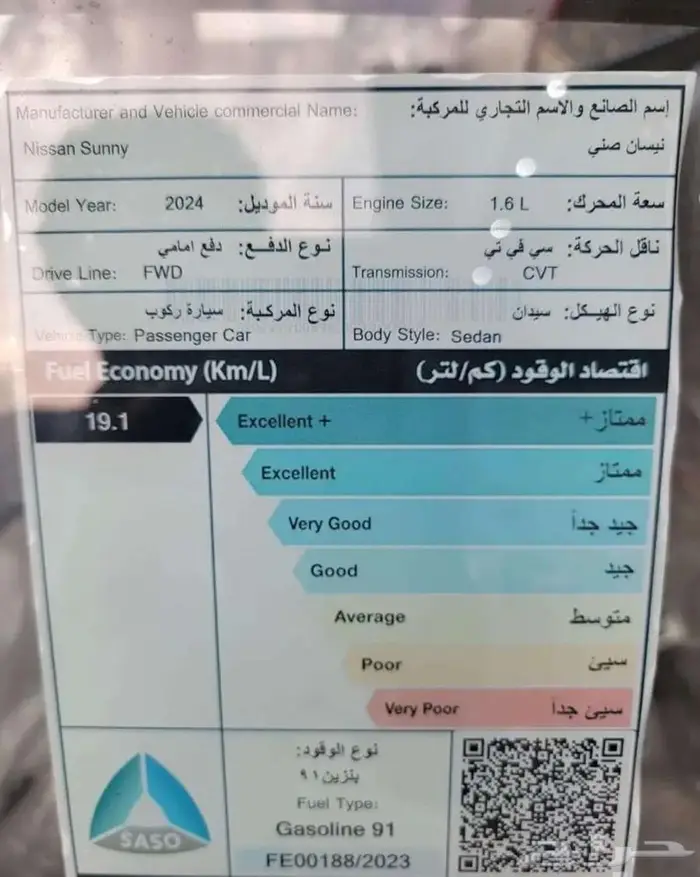 Manufacturer and Vehicle commercial Name: إسم الصانع والاسم التجاري للمركبة:
Nissan Sunny نيسان صني
Model Year: 2024 سنة الموديل: Engine Size: 1.6 L سعة المحرك:
نوع الدفع: دفع امامي ناقل الحركة: سي في تي
Drive Line: FWD Transmission: CVT
نوع المركبة: سيارة ركوب نوع الهيكل: سيدان
Vehicle Type: Passenger Car Body Style: Sedan
Fuel Economy (Km/L) اقتصاد الوقود (كم/لتر)
19.1 Excellent + ممتاز+
Excellent ممتاز
Very Good جيد جداً
Good جيد
Average متوسط
Poor سيئ
Very Poor سيئ جداً
نوع الوقود:
بنزين ٩١
Fuel Type:
Gasoline 91
FE00188/2023
SASO
حراج